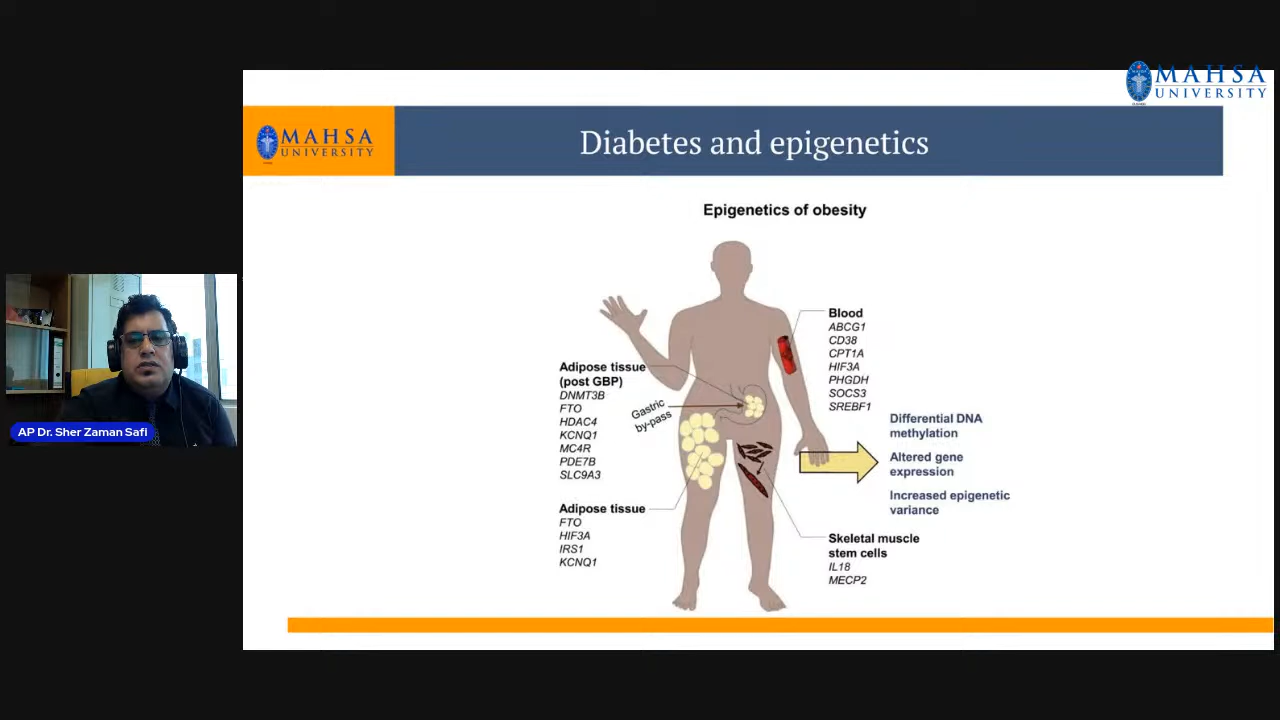 MAHSA
UNIVERSITY
MAHSA
UNIVERSITY
Diabetes and epigenetics
Epigenetics of obesity
Blood
ABCG1
CD38
CPT1A
HIF3A
PHGDH
SOCS3
SREBF1
Adipose tissue
(post GBP)
DNMT3B
FTO
HDAC4
KCNQ1
MC4R
PDE7B
SLC9A3
Gastric
by-pass
Differential DNA
methylation
Altered gene
expression
Increased epigenetic
variance
Adipose tissue
FTO
HIF3A
IRS1
KCNQ1
Skeletal muscle
stem cells
IL18
MECP2
AP Dr. Sher Zaman Safi